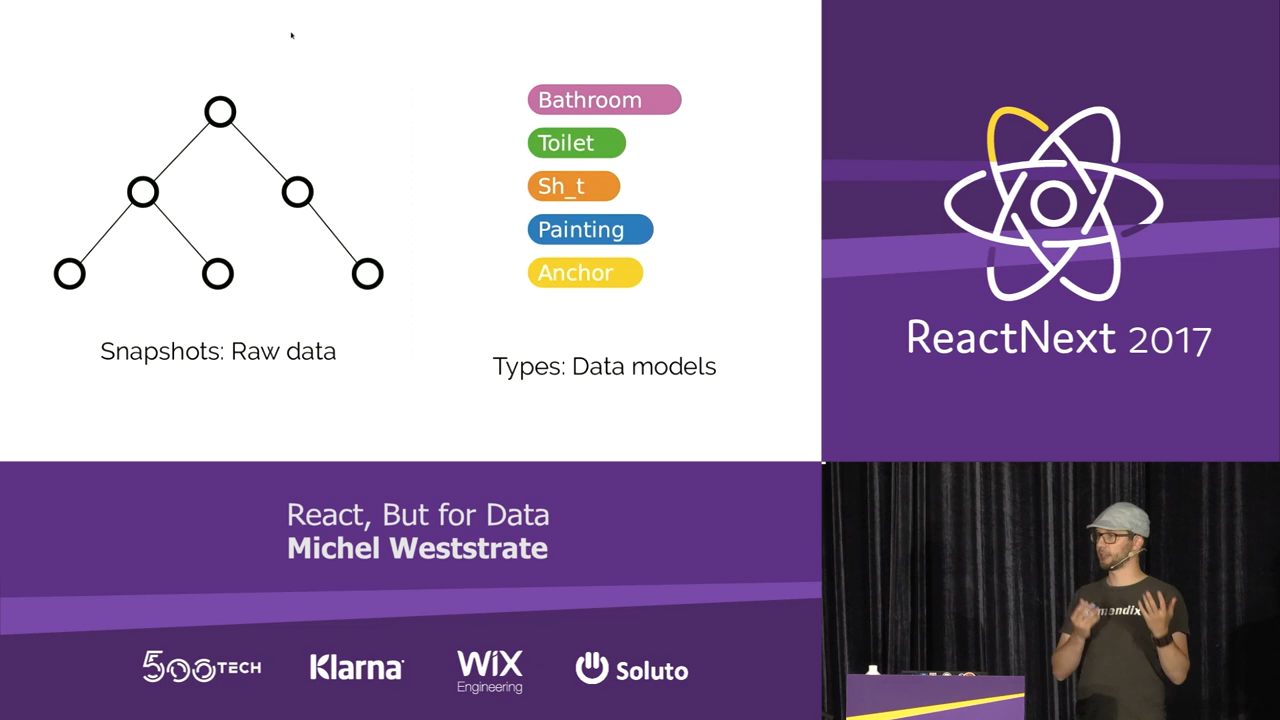 Bathroom
Toilet
Sh_t
Painting
Anchor
Snapshots: Raw data
Types: Data models
ReactNext 2017
React, But for Data
Michel Weststrate
500TECH
Klarna
WiX
Engineering
Soluto
mendix